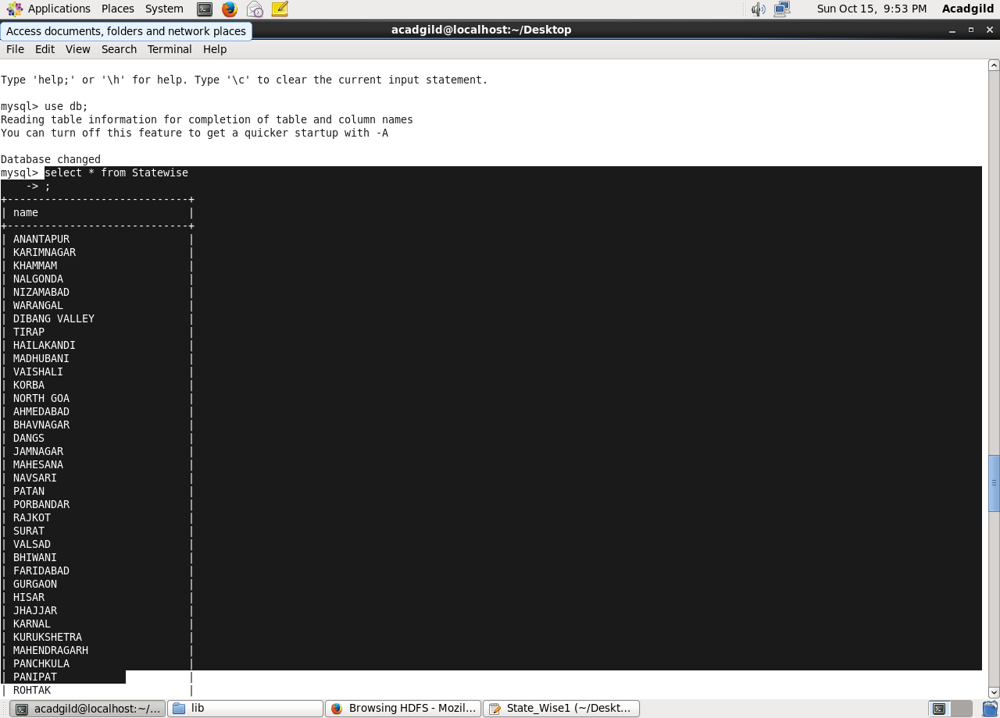 Applications Places System Sun Oct 15, 9:53 PM Acadgild
Access documents, folders and network places
acadgild@localhost:~/Desktop
File Edit View Search Terminal Help
Type 'help;' or '\h' for help. Type '\c' to clear the current input statement.
mysql> use db;
Reading table information for completion of table and column names
You can turn off this feature to get a quicker startup with -A
Database changed
mysql> select * from Statewise
    -> ;
+-----------------------------+
| name                        |
+-----------------------------+
| ANANTAPUR                   |
| KARIMNAGAR                  |
| KHAMMAM                     |
| NALGONDA                    |
| NIZAMABAD                   |
| WARANGAL                    |
| DIBANG VALLEY               |
| TIRAP                       |
| HAILAKANDI                  |
| MADHUBANI                   |
| VAISHALI                    |
| KORBA                       |
| NORTH GOA                   |
| AHMEDABAD                   |
| BHAVNAGAR                   |
| DANGS                       |
| JAMNAGAR                    |
| MAHESANA                    |
| NAVSARI                     |
| PATAN                       |
| PORBANDAR                   |
| RAJKOT                      |
| SURAT                       |
| VALSAD                      |
| BHIWANI                     |
| FARIDABAD                   |
| GURGAON                     |
| HISAR                       |
| JHAJJAR                     |
| KARNAL                      |
| KURUKSHETRA                 |
| MAHENDRAGARH                |
| PANCHKULA                   |
| PANIPAT                     |
| ROHTAK                      |
acadgild@localhost:~/... lib Browsing HDFS - Mozil... State_Wise1 (~/Deskt...